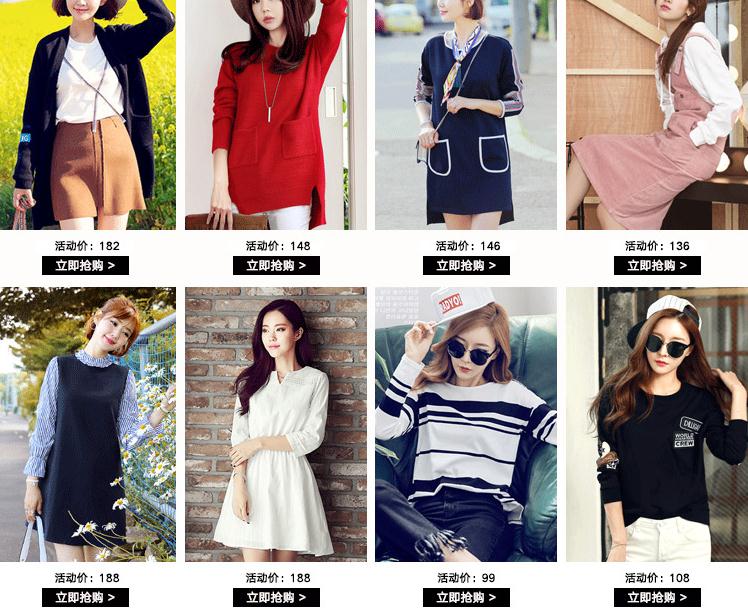 活动价：182
活动价：148
活动价：146
活动价：136
立即抢购 >
立即抢购 >
立即抢购 >
立即抢购 >
DILIGHT
WORLD
CREW
活动价：188
活动价：188
活动价：99
活动价：108
立即抢购 >
立即抢购 >
立即抢购 >
立即抢购 >